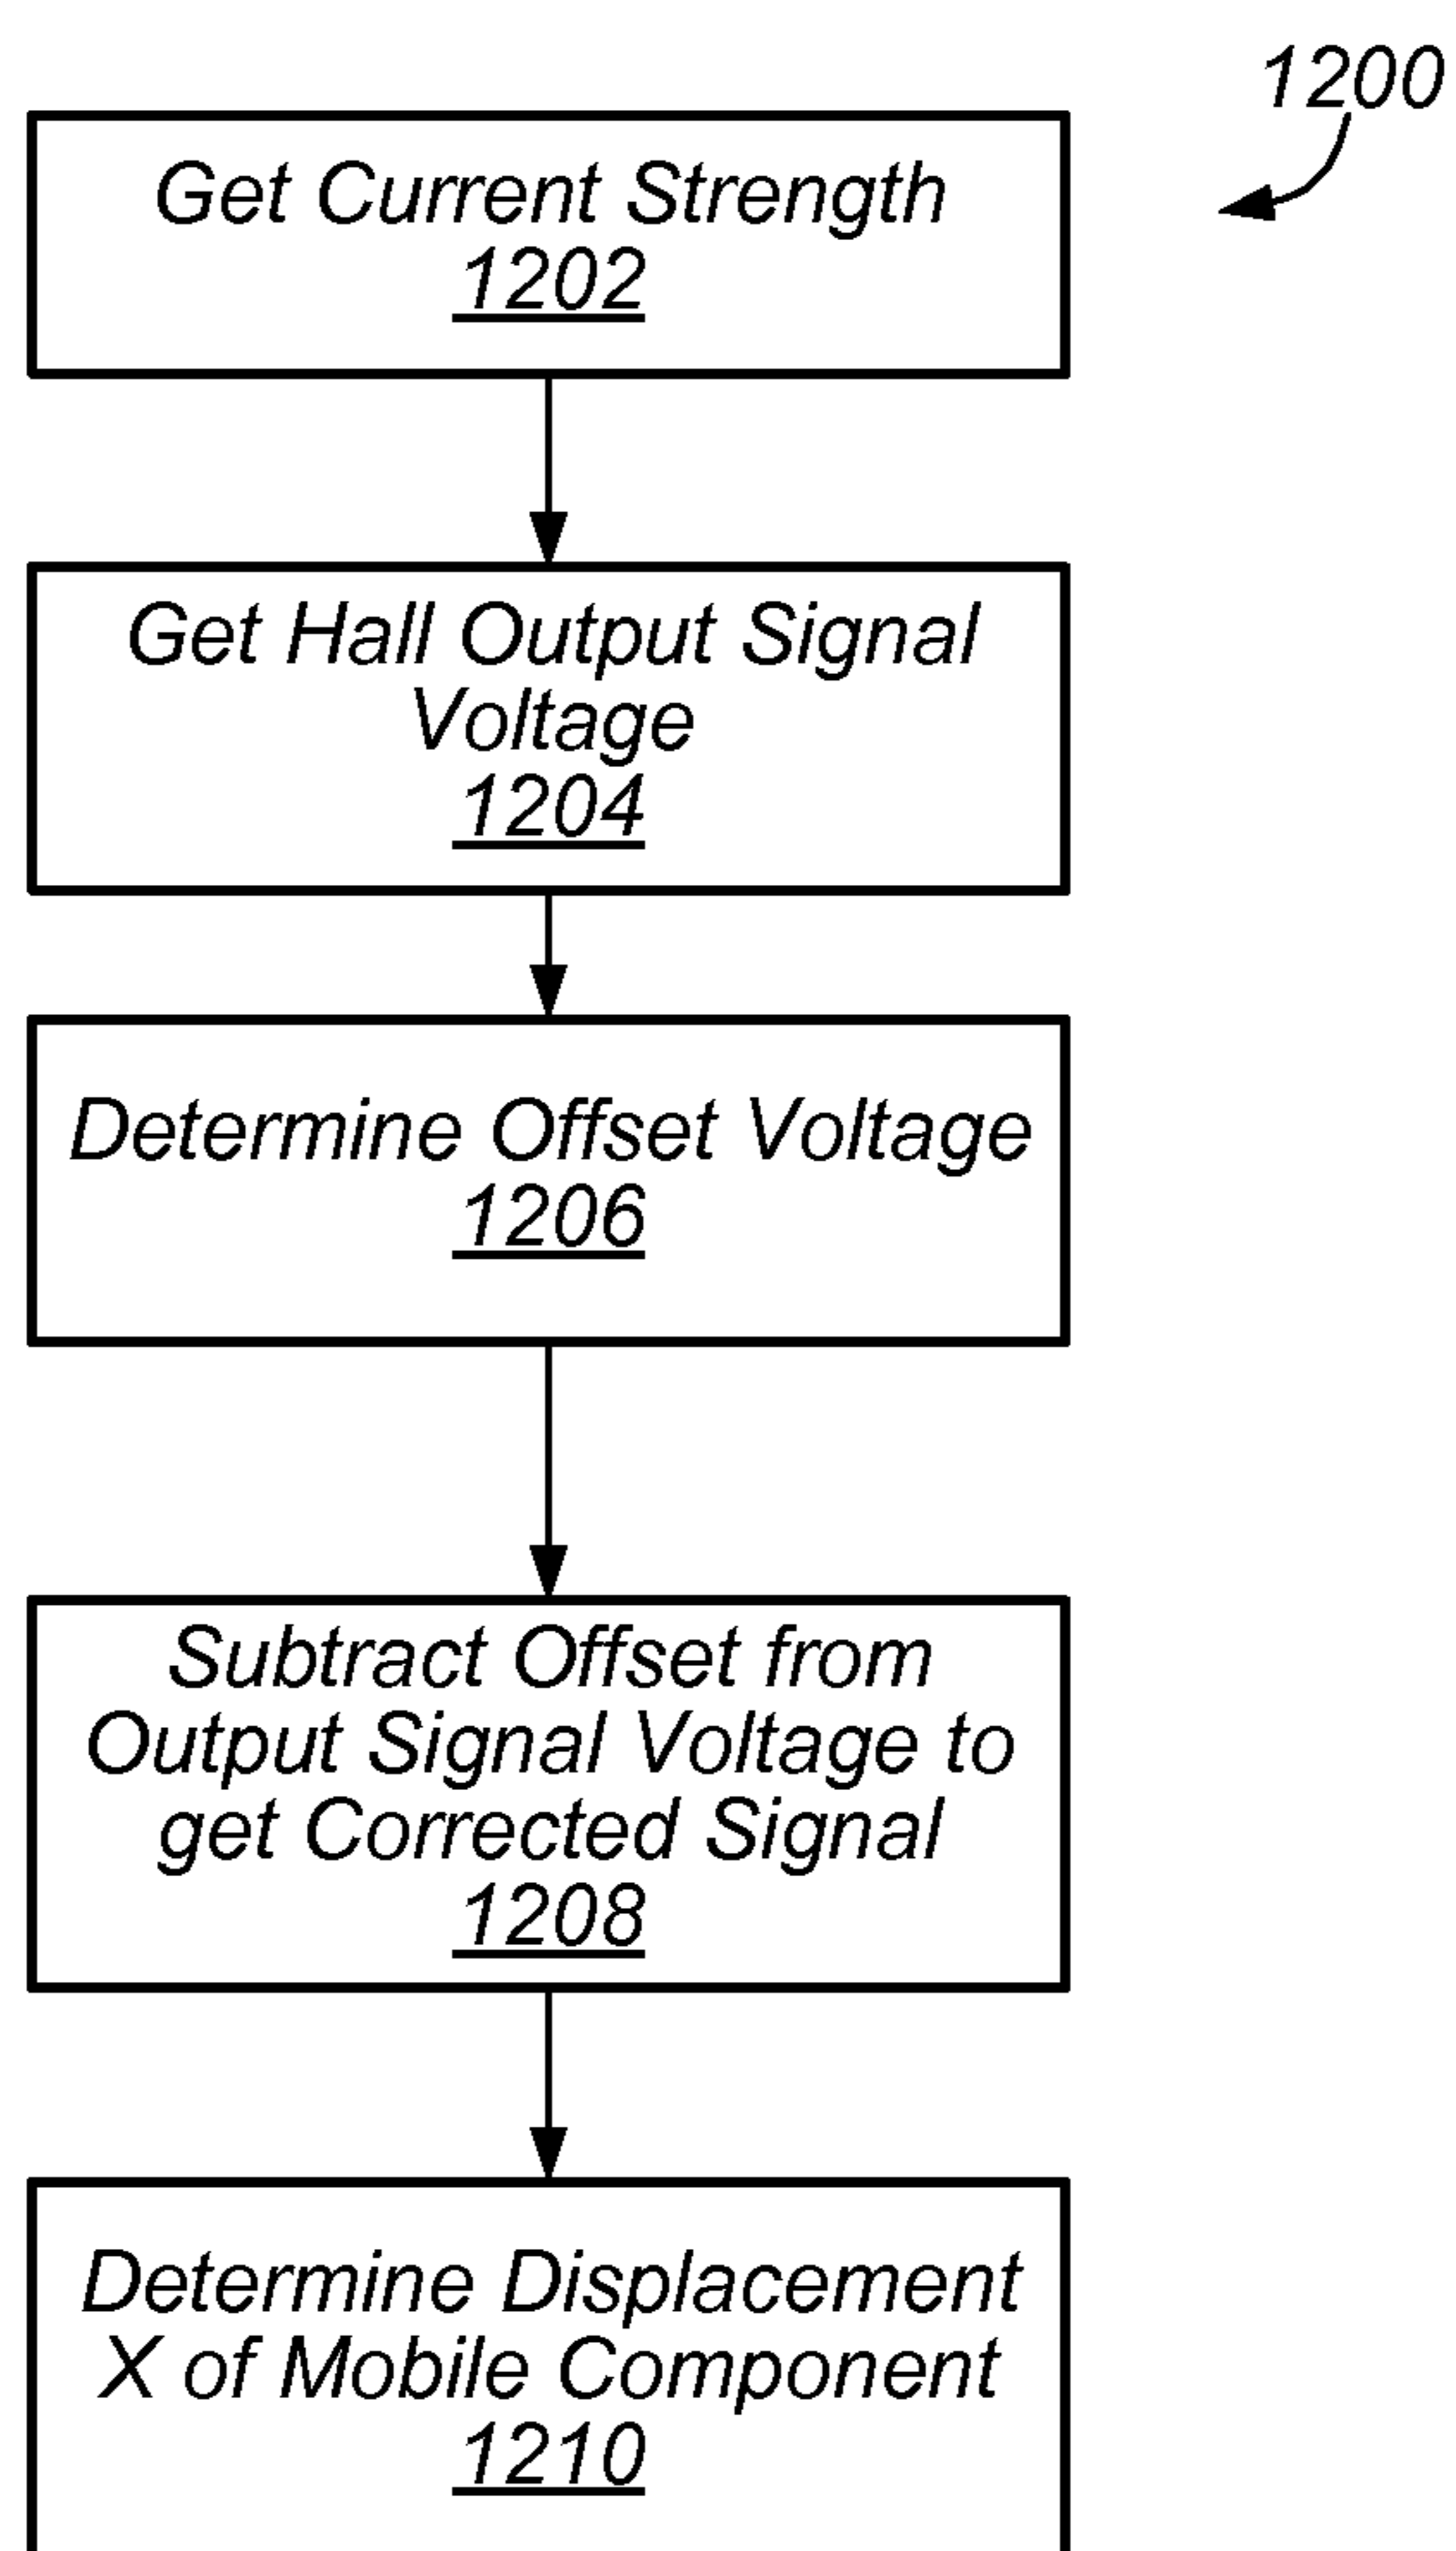 1200
Get Current Strength
1202
Get Hall Output Signal
Voltage
1204
Determine Offset Voltage
1206
Subtract Offset from
Output Signal Voltage to
get Corrected Signal
1208
Determine Displacement
X of Mobile Component
1210